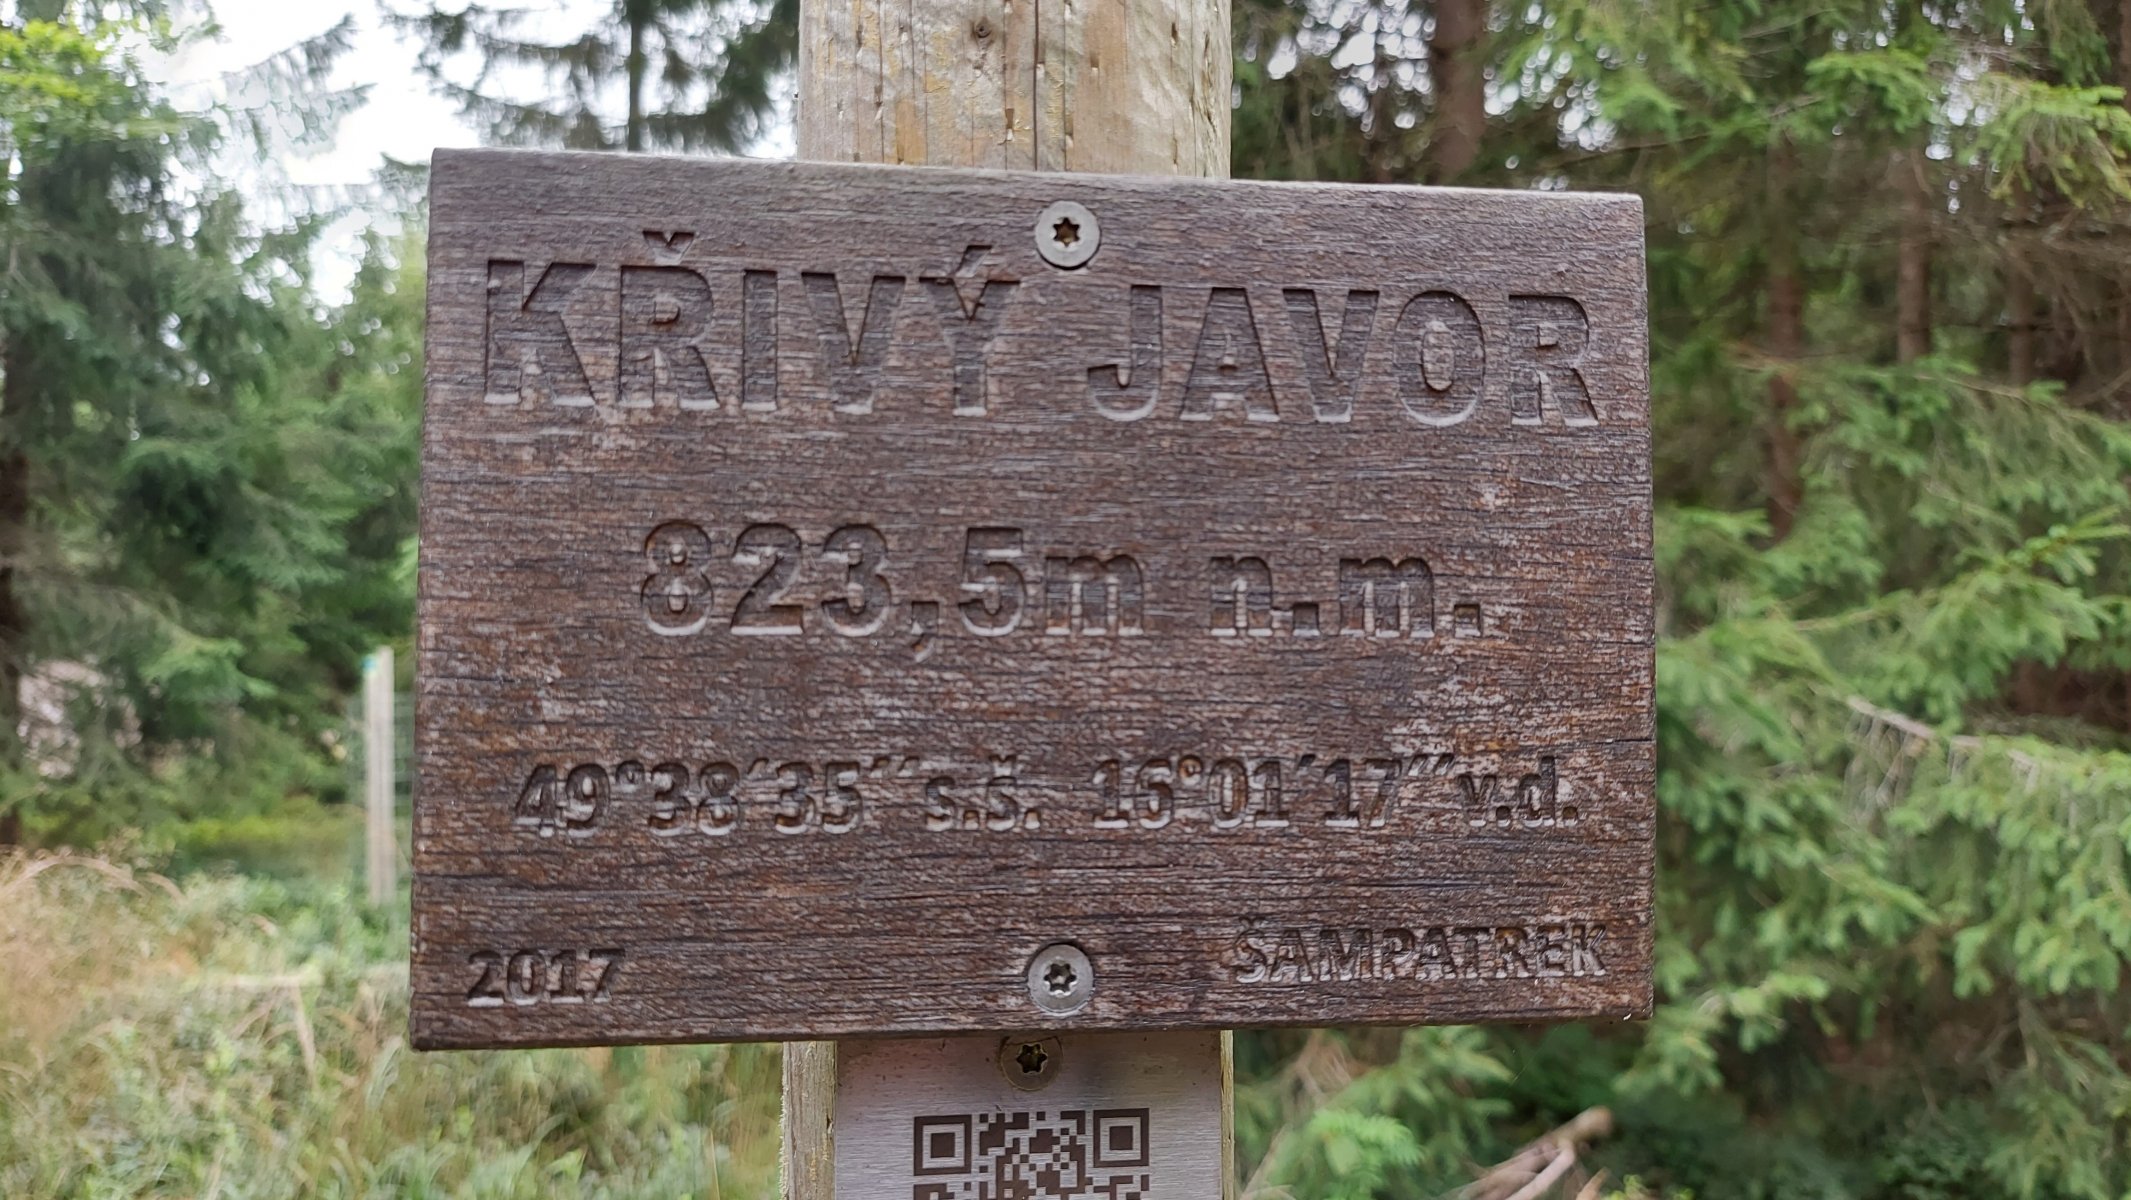 KŘIVÝ JAVOR
823,5m n.m.
49°38´35´´s.š. 16°01´17´´v.d.
2017 ŠAMPATREK